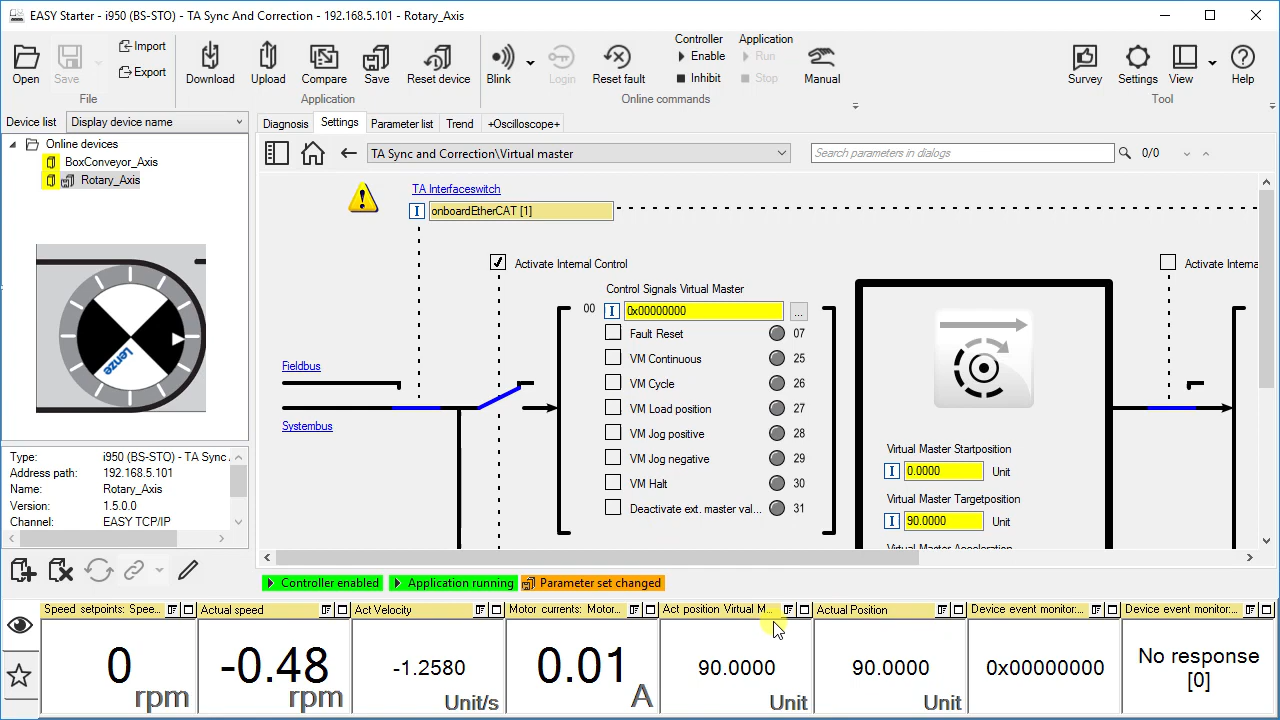 EASY Starter - i950 (BS-STO) - TA Sync And Correction - 192.168.5.101 - Rotary_Axis
Open
Save
Import
Export
File
Download
Upload
Compare
Save
Reset device
Application
Blink
Login
Reset fault
Controller
Enable
Inhibit
Application
Run
Stop
Manual
Online commands
Survey
Settings
View
Help
Tool
Device list
Display device name
Online devices
BoxConveyor_Axis
Rotary_Axis
Lenze
Type: i950 (BS-STO) - TA Sync .
Address path: 192.168.5.101
Name: Rotary_Axis
Version: 1.5.0.0
Channel: EASY TCP/IP
Diagnosis
Settings
Parameter list
Trend
+Oscilloscope+
TA Sync and Correction\Virtual master
Search parameters in dialogs
0/0
TA Interfaceswitch
I onboardEtherCAT [1]
Activate Internal Control
Activate Interna
Control Signals Virtual Master
00 I 0x00000000 ...
Fault Reset 07
VM Continuous 25
VM Cycle 26
VM Load position 27
VM Jog positive 28
VM Jog negative 29
VM Halt 30
Deactivate ext. master val... 31
Fieldbus
Systembus
Virtual Master Startposition
I 0.0000 Unit
Virtual Master Targetposition
I 90.0000 Unit
Virtual Master Acceleration
Controller enabled
Application running
Parameter set changed
Speed setpoints: Spee...
0
rpm
Actual speed
-0.48
rpm
Act Velocity
-1.2580
Unit/s
Motor currents: Motor...
0.01
A
Act position Virtual M...
90.0000
Unit
Actual Position
90.0000
Unit
Device event monitor:...
0x00000000
Device event monitor:...
No response
[0]